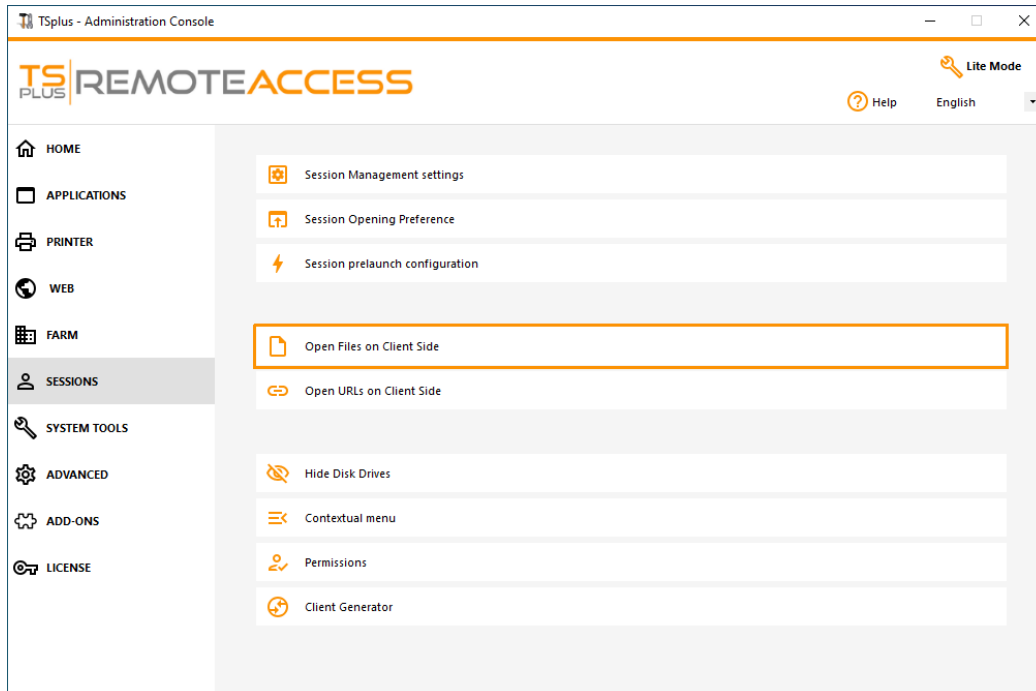 TSplus - Administration Console
TS PLUS REMOTEACCESS
Lite Mode
Help English
HOME
APPLICATIONS
PRINTER
WEB
FARM
SESSIONS
SYSTEM TOOLS
ADVANCED
ADD-ONS
LICENSE
Session Management settings
Session Opening Preference
Session prelaunch configuration
Open Files on Client Side
Open URLs on Client Side
Hide Disk Drives
Contextual menu
Permissions
Client Generator